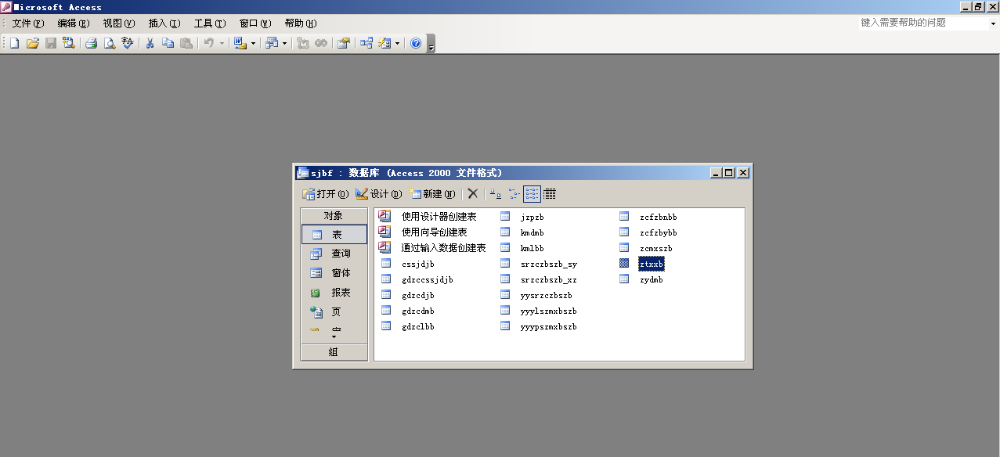 Microsoft Access
文件(F) 编辑(E) 视图(V) 插入(I) 工具(T) 窗口(W) 帮助(H) 键入需要帮助的问题
sjbf : 数据库 (Access 2000 文件格式)
打开(O) 设计(D) 新建(N)
对象
表
查询
窗体
报表
页
组
使用设计器创建表
使用向导创建表
通过输入数据创建表
cssjdjb
gdzccssjdjb
gdzcdjb
gdzcdmb
gdzclbb
jzpzb
kmdmb
kmlbb
srzczbszb_sy
srzczbszb_xz
yysrzczbszb
yyylszmxbszb
yyypszmxbszb
zcfzbnbb
zcfzbybb
zcmxszb
ztxxb
zydmb